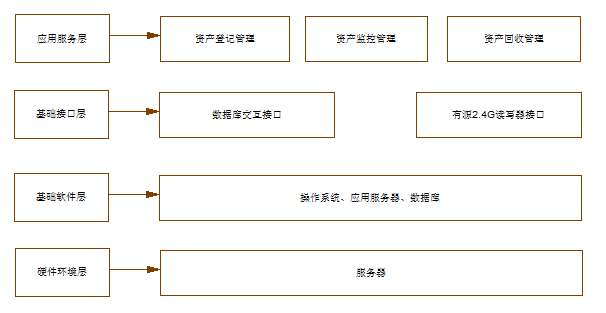 应用服务层
资产登记管理
资产监控管理
资产回收管理
基础接口层
数据库交互接口
有源2.4G读写器接口
基础软件层
操作系统、应用服务器、数据库
硬件环境层
服务器